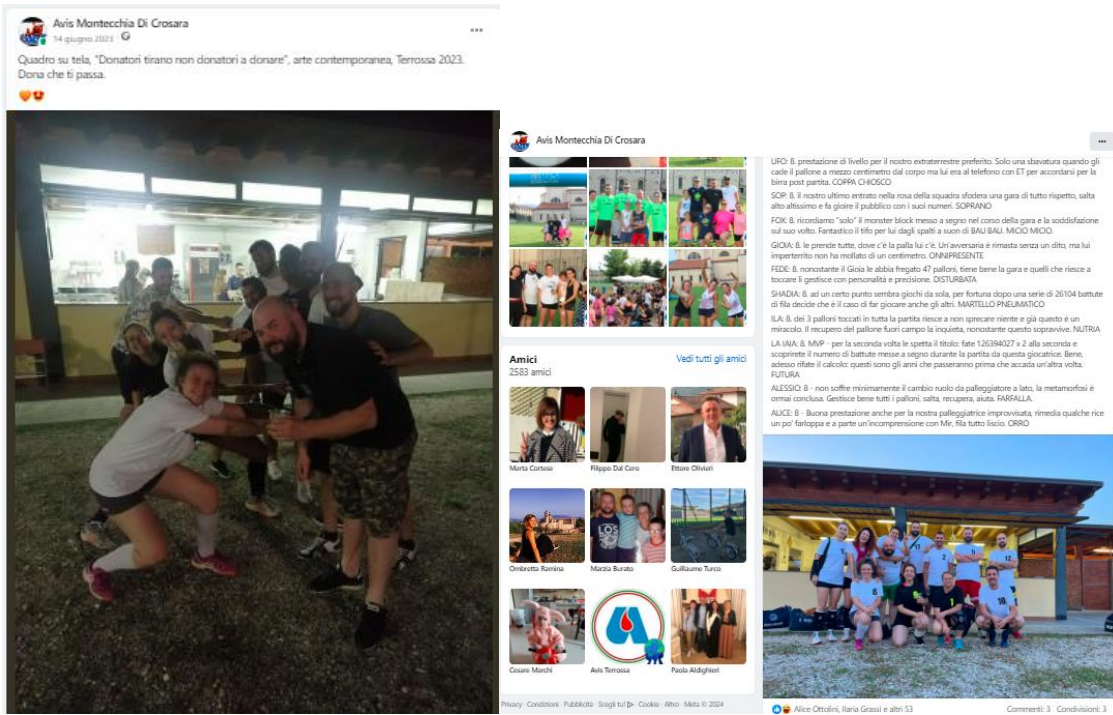 Avis Montecchia Di Crosara
14 giugno 2023
Quadro su tela, "Donatori tirano non donatori a donare", arte contemporanea, Terrossa 2023.
Dona che ti passa.
Avis Montecchia Di Crosara
Amici
Vedi tutti gli amici
2583 amici
Marta Cortese
Filippo Dal Cero
Ettore Olivieri
Ombretta Ramina
Marzia Burato
Guillaume Turco
Cesare Marchi
Avis Terrossa
Paola Aldighieri
Privacy · Condizioni · Pubblicità · Scegli tu! · Cookie · Altro · Meta © 2024
UFO: 8. prestazione di livello per il nostro extraterrestre preferito. Solo una sbavatura quando gli
cade il pallone a mezzo centimetro dal corpo ma lui era al telefono con ET per accordarsi per la
birra post partita. COPPA CHIOSCO
SOP: 8. il nostro ultimo entrato nella rosa della squadra sfodera una gara di tutto rispetto, salta
alto altissimo e fa gioire il pubblico con i suoi numeri. SOPRANO
FOX: 8. ricordiamo "solo" il monster block messo a segno nel corso della gara e la soddisfazione
sul suo volto. Fantastico il tifo per lui dagli spalti a suon di BAU BAU. MICIO MICIO.
GIOIA: 8. le prende tutte, dove c'è la palla lui c'è. Un'avversaria è rimasta senza un dito, ma lui
imperterrito non ha mollato di un centimetro. ONNIPRESENTE
FEDE: 8. nonostante il Gioia le abbia fregato 47 palloni, tiene bene la gara e quelli che riesce a
toccare li gestisce con personalità e precisione. DISTURBATA
SHADIA: 8. ad un certo punto sembra giochi da sola, per fortuna dopo una serie di 26104 battute
di fila decide che è il caso di far giocare anche gli altri. MARTELLO PNEUMATICO
ILA: 8. dei 3 palloni toccati in tutta la partita riesce a non sprecare niente e già questo è un
miracolo. Il recupero del pallone fuori campo la inquieta, nonostante questo sopravvive. NUTRIA
LA IAIA: 8. MVP - per la seconda volta le spetta il titolo: fate 126394027 x 2 alla seconda e
scoprirete il numero di battute messe a segno durante la partita da questa giocatrice. Bene,
adesso rifate il calcolo: questi sono gli anni che passeranno prima che accada un'altra volta.
FUTURA
ALESSIO: 8 - non soffre minimamente il cambio ruolo da palleggiatore a lato, la metamorfosi è
ormai conclusa. Gestisce bene tutti i palloni, salta, recupera, aiuta. FARFALLA.
ALICE: 8 - Buona prestazione anche per la nostra palleggiatrice improvvisata, rimedia qualche rice
un po' farloppa e a parte un'incomprensione con Mir, fila tutto liscio. ORRO
Alice Ottolini, Ilaria Grassi e altri 53
Commenti: 3 Condivisioni: 3